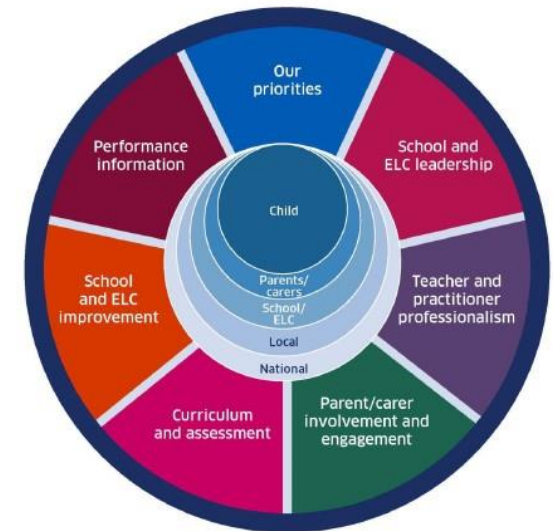 Our
priorities
School and
ELC leadership
Teacher and
practitioner
professionalism
Parent/carer
involvement and
engagement
Curriculum
and assessment
School
and ELC
improvement
Performance
information
Child
Parents/
carers
School/
ELC
Local
National